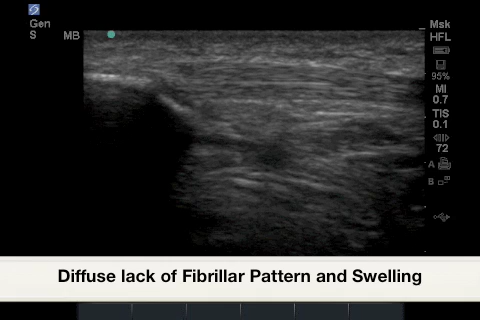 Gen
S
MB
Msk
HFL
95%
MI
0.7
TIS
0.1
72
A
B
Diffuse lack of Fibrillar Pattern and Swelling